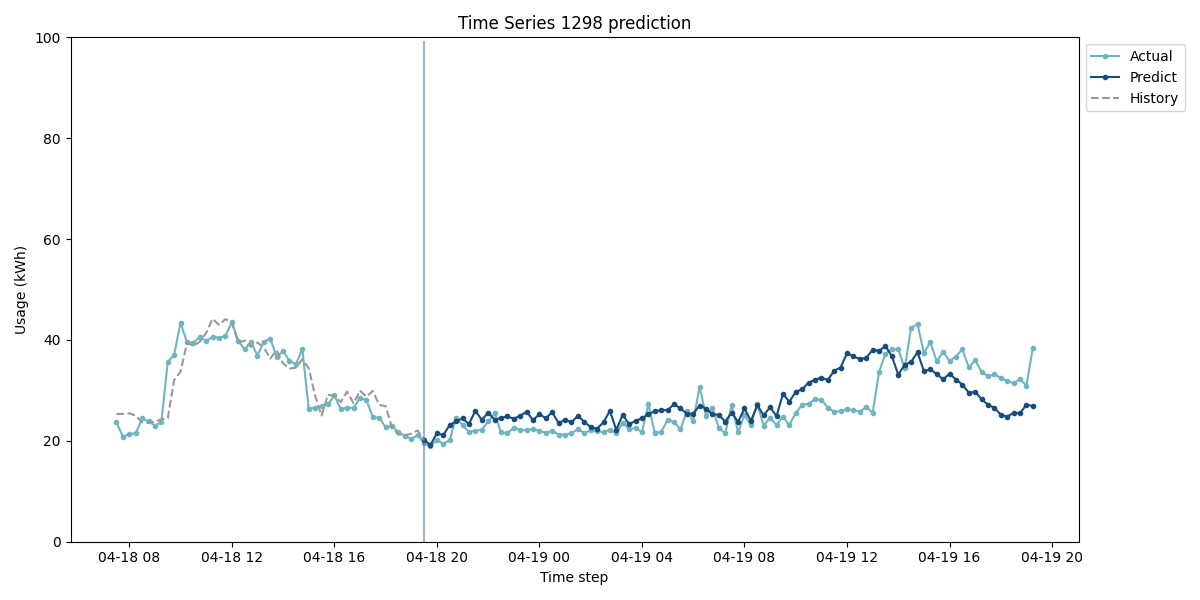 Time Series 1298 prediction
Usage (kWh)
100
80
60
40
20
0
04-18 08
04-18 12
04-18 16
04-18 20
04-19 00
04-19 04
04-19 08
04-19 12
04-19 16
04-19 20
Time step
Actual
Predict
History